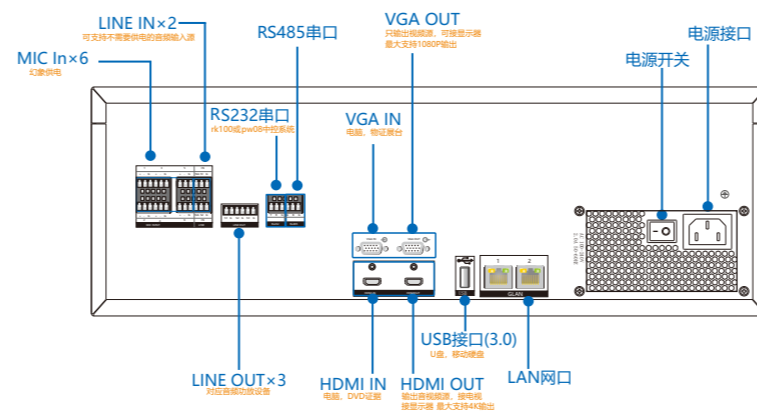 LINE IN×2
可支持不需要供电的音频输入源
MIC In×6
幻象供电
RS485串口
RS232串口
rk100或pw08中控系统
VGA OUT
只输出视频源，可接显示器
最大支持1080P输出
VGA IN
电脑、物证展台
电源接口
电源开关
1
2
GLAN
USB接口(3.0)
U盘，移动硬盘
LAN网口
LINE OUT×3
对应音频功放设备
HDMI IN
电脑、DVD证据
HDMI OUT
输出音视频源，接电视
接显示器 最大支持4K输出